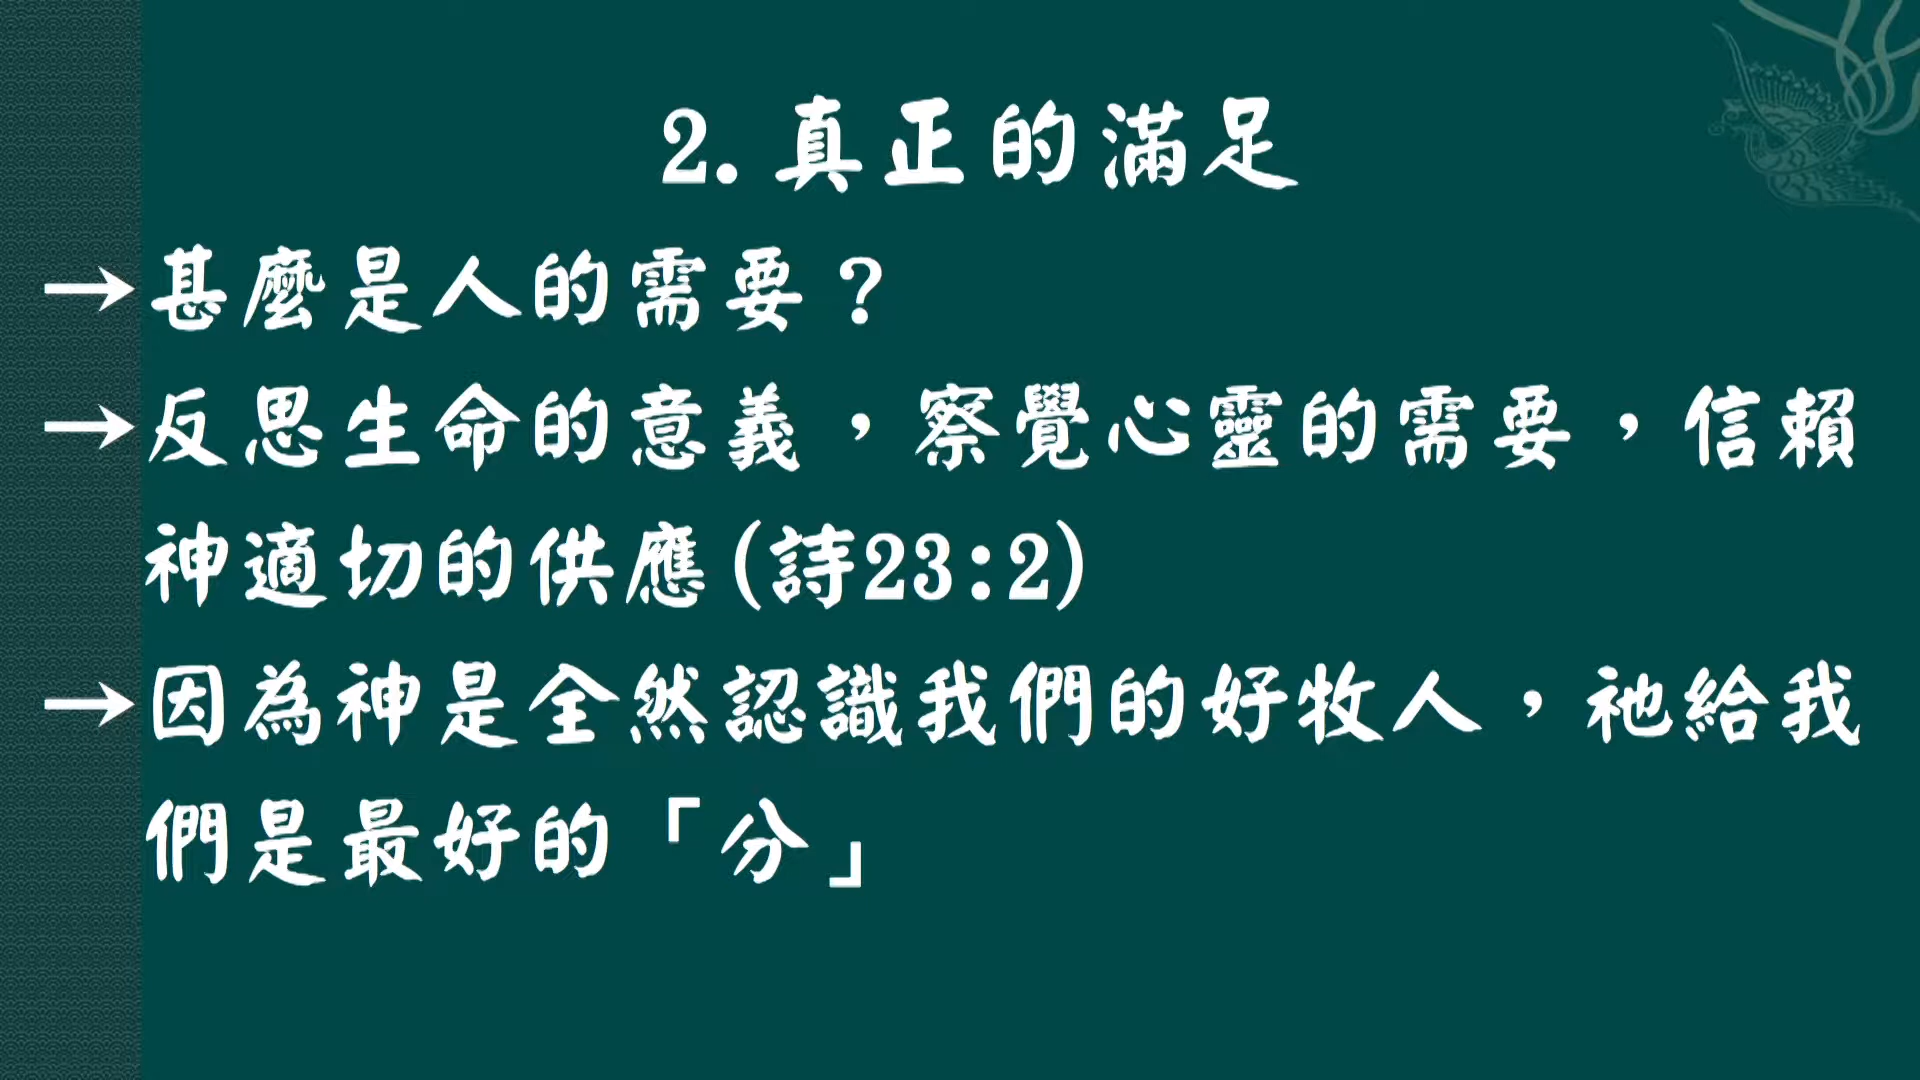 2.真正的滿足
→甚麼是人的需要？
→反思生命的意義，察覺心靈的需要，信賴
神適切的供應(詩23:2)
→因為神是全然認識我們的好牧人，祂給我
們是最好的「分」